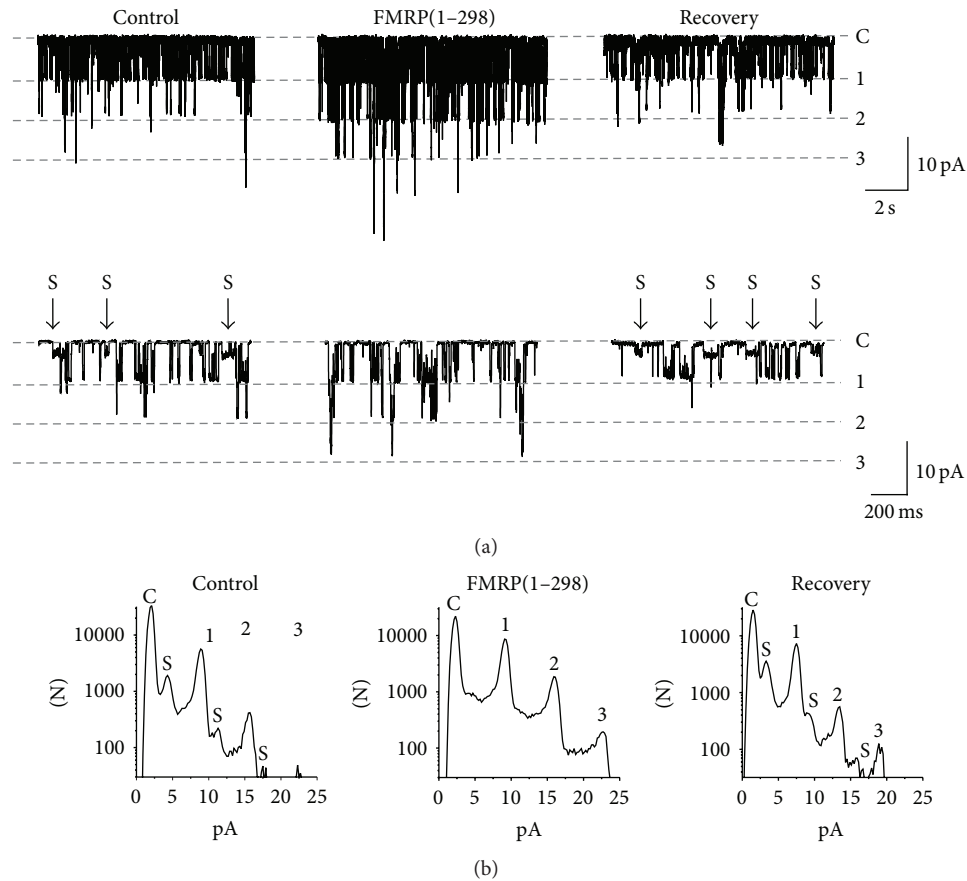 Control FMRP(1–298) Recovery
C
1
2
3
10 pA
2 s
S S S S S S S
C
1
2
3
10 pA
200 ms
(a)
Control
C
S
1
S
2
S
3
10000
1000
100
(N)
0 5 10 15 20 25
pA
FMRP(1–298)
C
1
2
3
10000
1000
100
(N)
0 5 10 15 20 25
pA
Recovery
C
S
1
S
2
S
3
10000
1000
100
(N)
0 5 10 15 20 25
pA
(b)